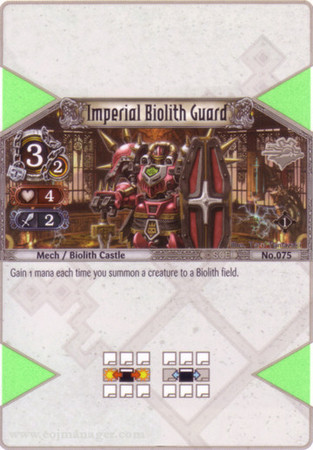 Imperial Biolith Guard
3
2
4
2
1
Mech / Biolith Castle
No.075
Gain 1 mana each time you summon a creature to a Biolith field.
www.eojmanager.com